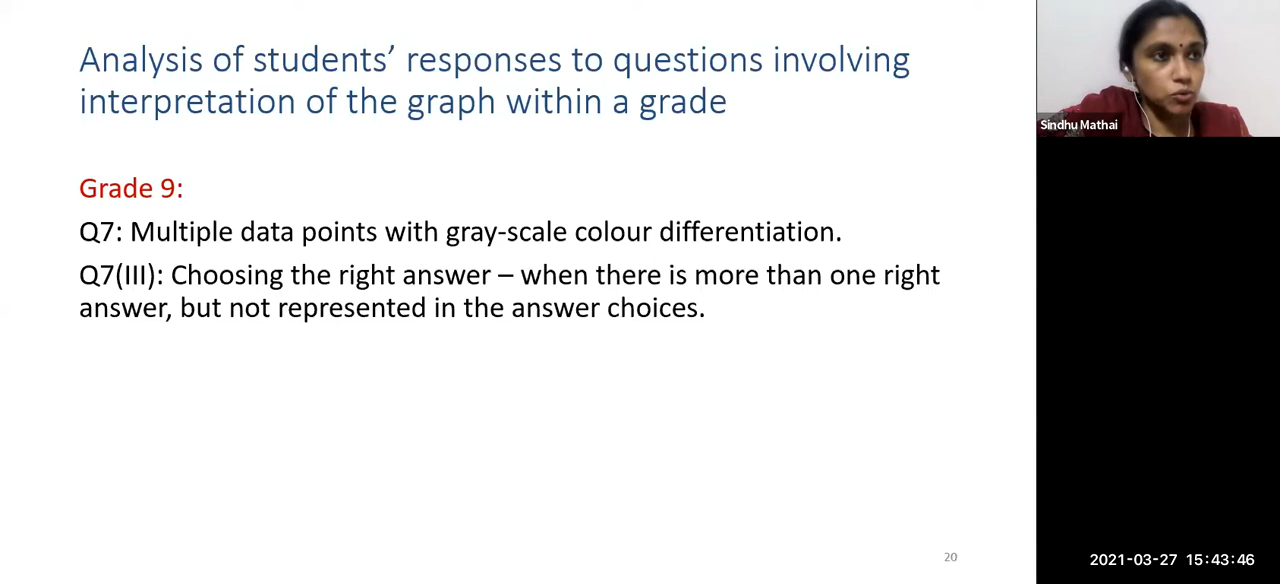 Analysis of students’ responses to questions involving
interpretation of the graph within a grade
Sindhu Mathai
Grade 9:
Q7: Multiple data points with gray-scale colour differentiation.
Q7(III): Choosing the right answer – when there is more than one right
answer, but not represented in the answer choices.
20
2021-03-27 15:43:46